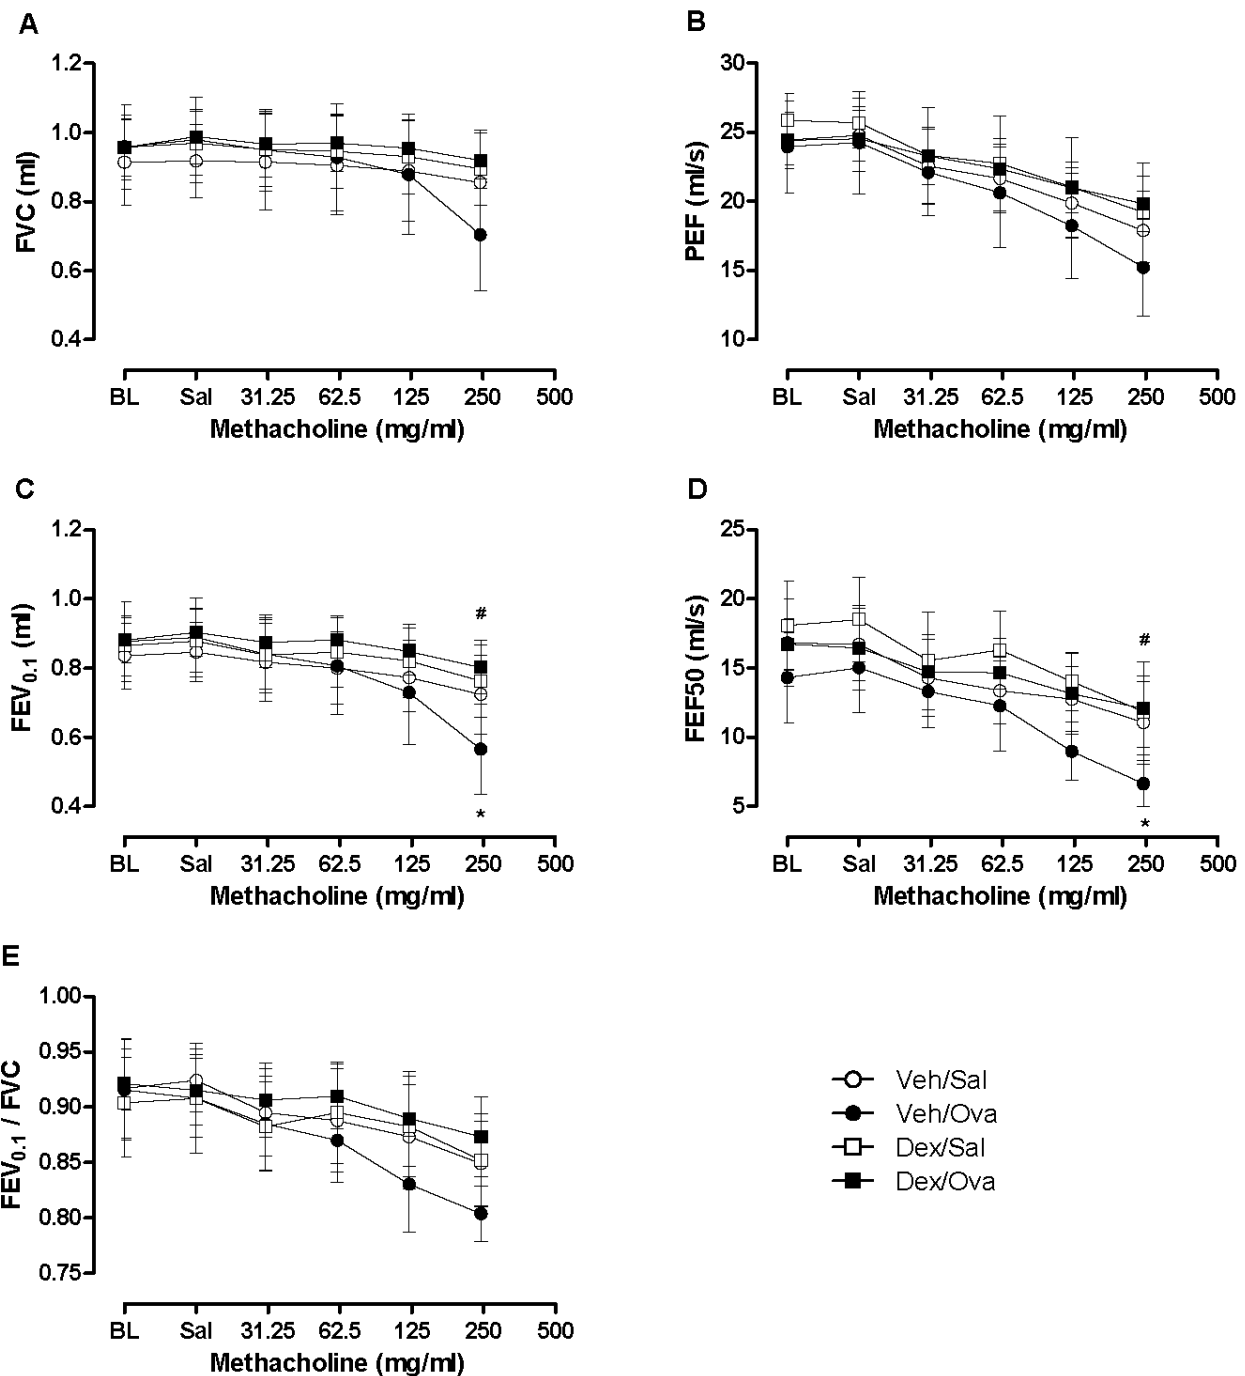 A
FVC (ml)
1.2
1.0
0.8
0.6
0.4
BL Sal 31.25 62.5 125 250 500
Methacholine (mg/ml)
B
PEF (ml/s)
30
25
20
15
10
BL Sal 31.25 62.5 125 250 500
Methacholine (mg/ml)
C
FEV0.1 (ml)
1.2
1.0
0.8
0.6
0.4
#
*
BL Sal 31.25 62.5 125 250 500
Methacholine (mg/ml)
D
FEF50 (ml/s)
25
20
15
10
5
#
*
BL Sal 31.25 62.5 125 250 500
Methacholine (mg/ml)
E
FEV0.1 / FVC
1.00
0.95
0.90
0.85
0.80
0.75
BL Sal 31.25 62.5 125 250 500
Methacholine (mg/ml)
Veh/Sal
Veh/Ova
Dex/Sal
Dex/Ova